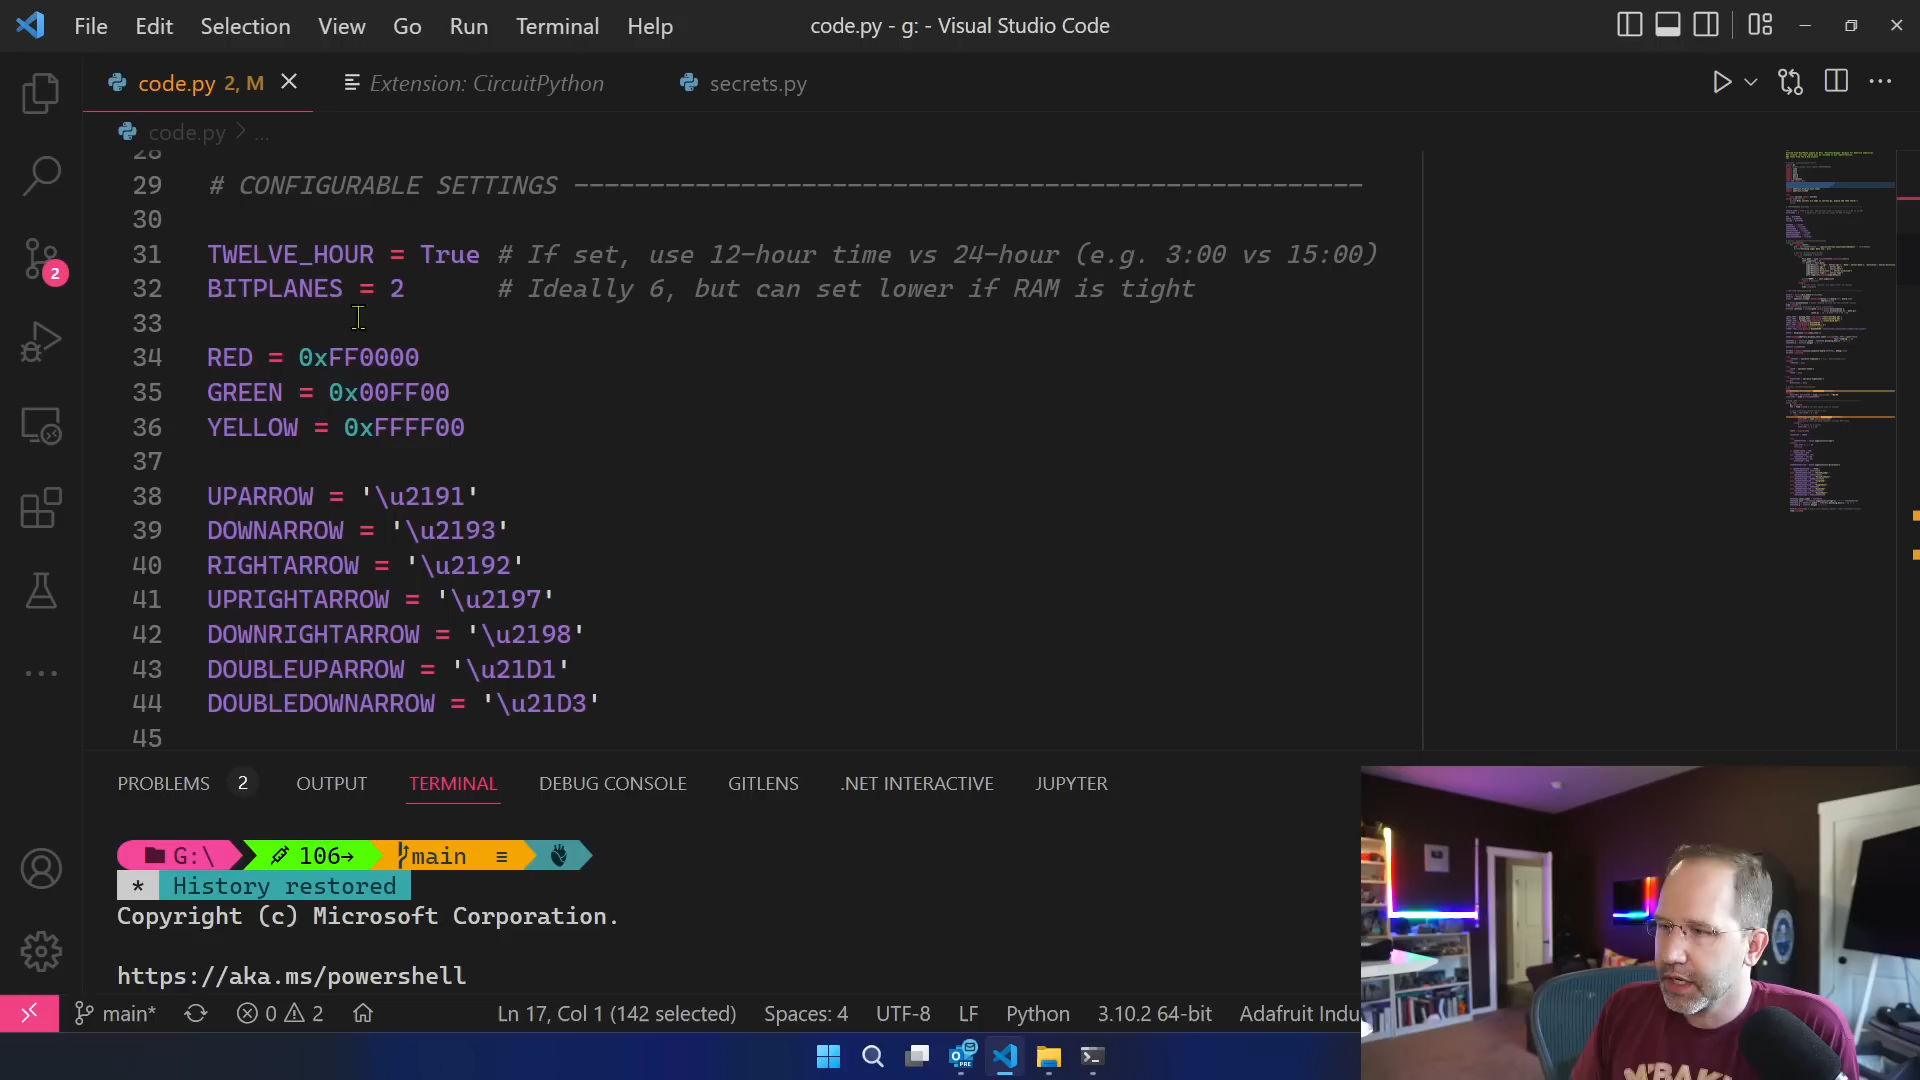 File Edit Selection View Go Run Terminal Help
code.py - g: - Visual Studio Code
code.py 2, M
Extension: CircuitPython
secrets.py
code.py > ...
28
29 # CONFIGURABLE SETTINGS ----------------------------------------------------
30
31 TWELVE_HOUR = True # If set, use 12-hour time vs 24-hour (e.g. 3:00 vs 15:00)
32 BITPLANES = 2 # Ideally 6, but can set lower if RAM is tight
33
34 RED = 0xFF0000
35 GREEN = 0x00FF00
36 YELLOW = 0xFFFF00
37
38 UPARROW = '\u2191'
39 DOWNARROW = '\u2193'
40 RIGHTARROW = '\u2192'
41 UPRIGHTARROW = '\u2197'
42 DOWNRIGHTARROW = '\u2198'
43 DOUBLEUPARROW = '\u21D1'
44 DOUBLEDOWNARROW = '\u21D3'
45
2
PROBLEMS 2 OUTPUT TERMINAL DEBUG CONSOLE GITLENS .NET INTERACTIVE JUPYTER
G:\ 106→ main ≡
* History restored
Copyright (c) Microsoft Corporation.
https://aka.ms/powershell
main* 0 2 Ln 17, Col 1 (142 selected) Spaces: 4 UTF-8 LF Python 3.10.2 64-bit Adafruit Indu
PRE